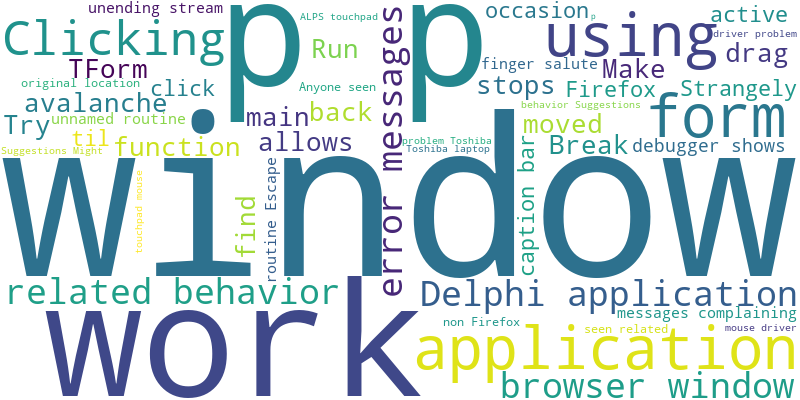 unending stream
Clicking
p
ALPS touchpad
p
occasion
p
active
driver problem
TForm
Run
error messages
using
drag
original location
click
Anyone seen
finger salute
Make
stops
Firefox
Strangely
avalanche
main
back
behavior Suggestions
form
Try
unnamed routine
moved
til
function
allows
problem Toshiba
Toshiba laptop
Break
debugger shows
Suggestions Might
window
touchpad mouse
find
routine Escape
caption bar
related behavior
work
Delphi application
messages complaining
non Firefox
seen related
mouse driver
application
browser window